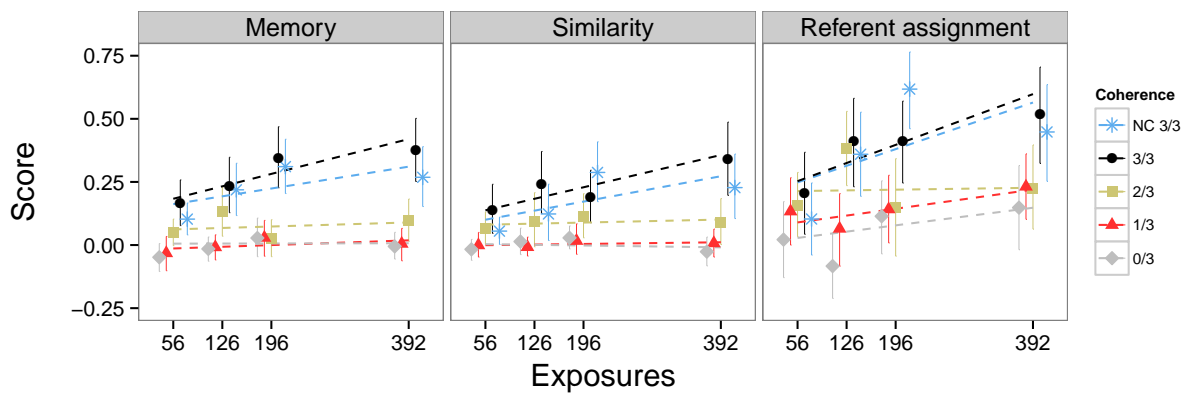 Memory Similarity Referent assignment
Score
0.75
0.50
0.25
0.00
−0.25
56 126 196 392 56 126 196 392 56 126 196 392
Exposures
Coherence
NC 3/3
3/3
2/3
1/3
0/3